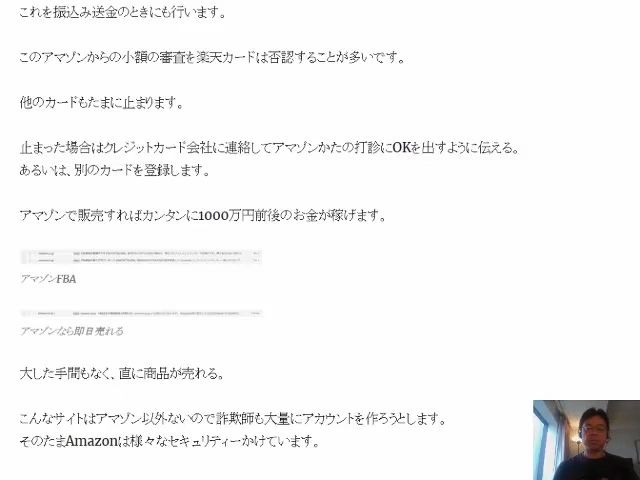 これを振込み送金のときにも行います。
このアマゾンからの小額の審査を楽天カードは否認することが多いです。
他のカードもたまに止まります。
止まった場合はクレジットカード会社に連絡してアマゾンかたの打診にOKを出すように伝える。
あるいは、別のカードを登録します。
アマゾンで販売すればカンタンに1000万円前後のお金が稼げます。
アマゾンFBA
アマゾンなら即日売れる
大した手間もなく、直に商品が売れる。
こんなサイトはアマゾン以外ないので詐欺師も大量にアカウントを作ろうとします。
そのたまAmazonは様々なセキュリティーかけています。